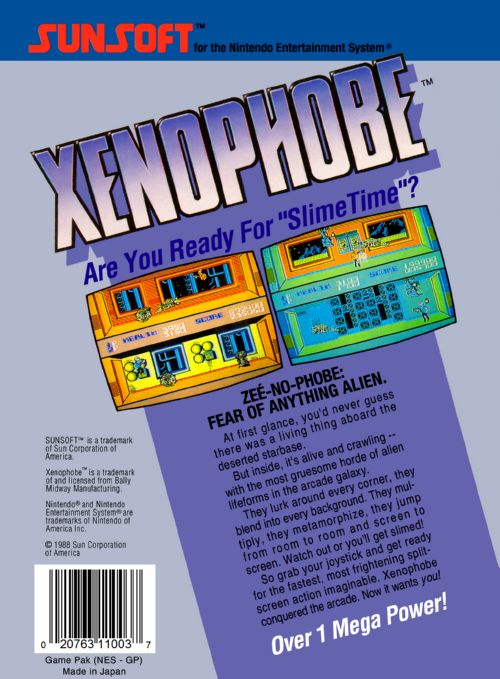 SUNSOFT™ for the Nintendo Entertainment System®
XENOPHOBE™
Are You Ready For "SlimeTime"?
HEALTH SCORE
HEALTH SCORE
ZEÉ-NO-PHOBE:
FEAR OF ANYTHING ALIEN.
At first glance, you'd never guess
there was a living thing aboard the
deserted starbase.
But inside, it's alive and crawling --
with the most gruesome horde of alien
lifeforms in the arcade galaxy.
They lurk around every corner, they
blend into every background. They mul-
tiply, they metamorphize, they jump
from room to room and screen to
screen. Watch out or you'll get slimed!
So grab your joystick and get ready
for the fastest, most frightening split-
screen action imaginable. Xenophobe
conquered the arcade. Now it wants you!
Over 1 Mega Power!
SUNSOFT™ is a trademark
of Sun Corporation of
America.
Xenophobe™ is a trademark
of and licensed from Bally
Midway Manufacturing.
Nintendo® and Nintendo
Entertainment System® are
trademarks of Nintendo of
America Inc.
© 1988 Sun Corporation
of America
0 20763 11003 7
Game Pak (NES - GP)
Made in Japan